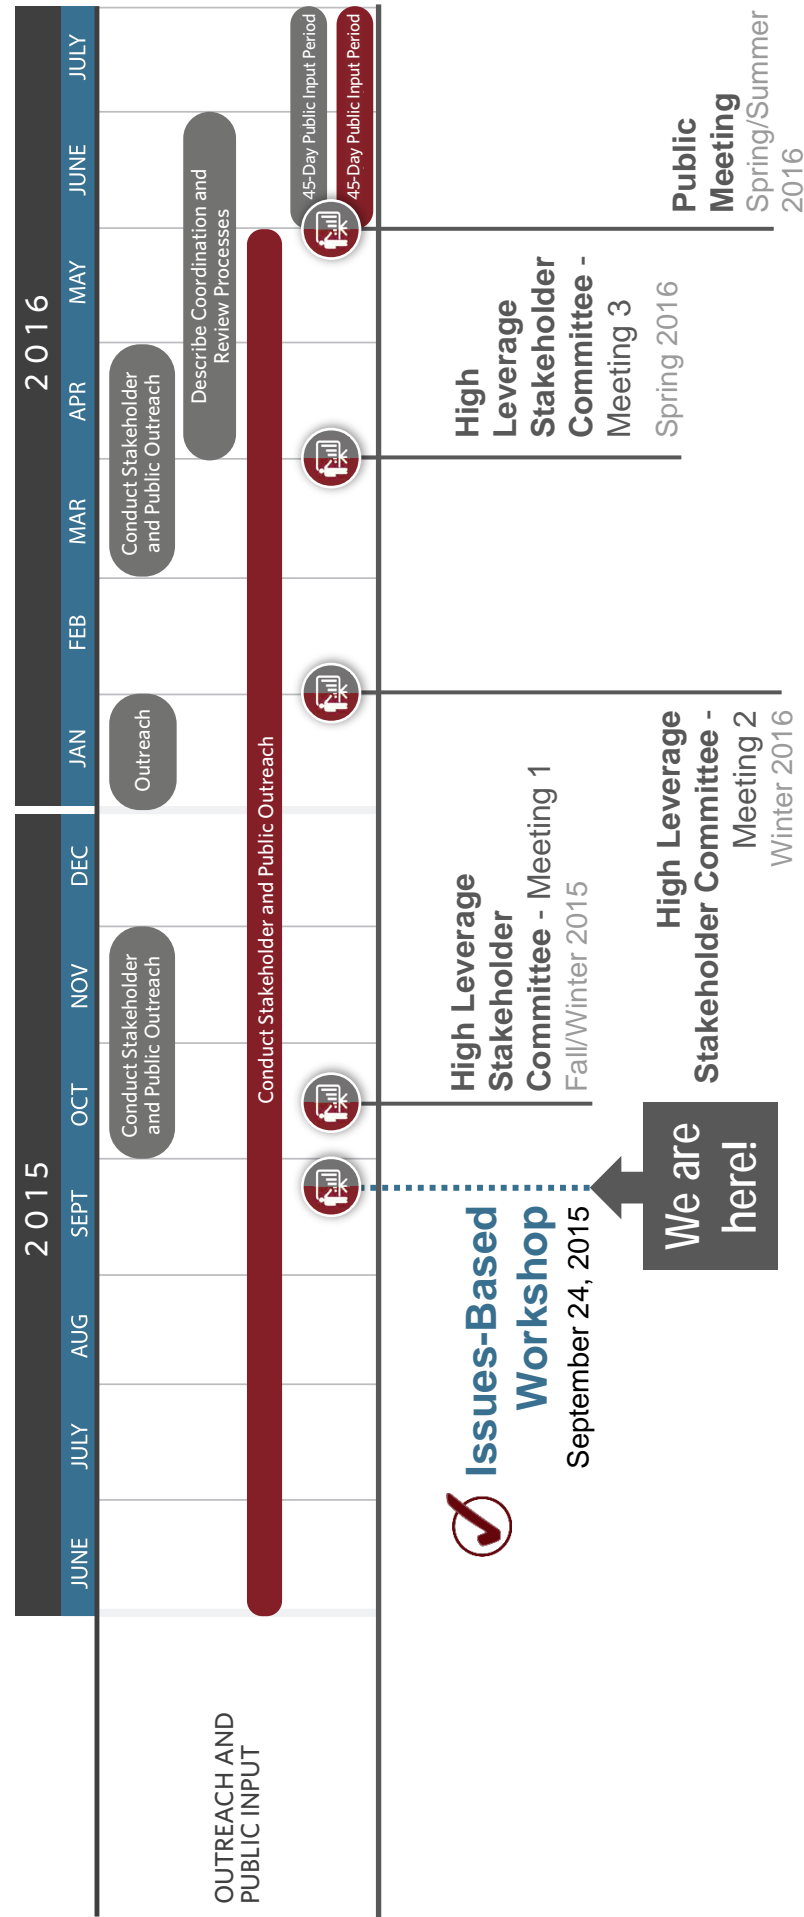 2015
2016
JUNE
JULY
AUG
SEPT
OCT
NOV
DEC
JAN
FEB
MAR
APR
MAY
JUNE
JULY
OUTREACH AND
PUBLIC INPUT
Conduct Stakeholder
and Public Outreach
Outreach
Conduct Stakeholder
and Public Outreach
Describe Coordination and
Review Processes
Conduct Stakeholder and Public Outreach
45-Day Public Input Period
45-Day Public Input Period
Issues-Based
Workshop
September 24, 2015
We are
here!
High Leverage
Stakeholder
Committee - Meeting 1
Fall/Winter 2015
High Leverage
Stakeholder Committee -
Meeting 2
Winter 2016
High
Leverage
Stakeholder
Committee -
Meeting 3
Spring 2016
Public
Meeting
Spring/Summer
2016